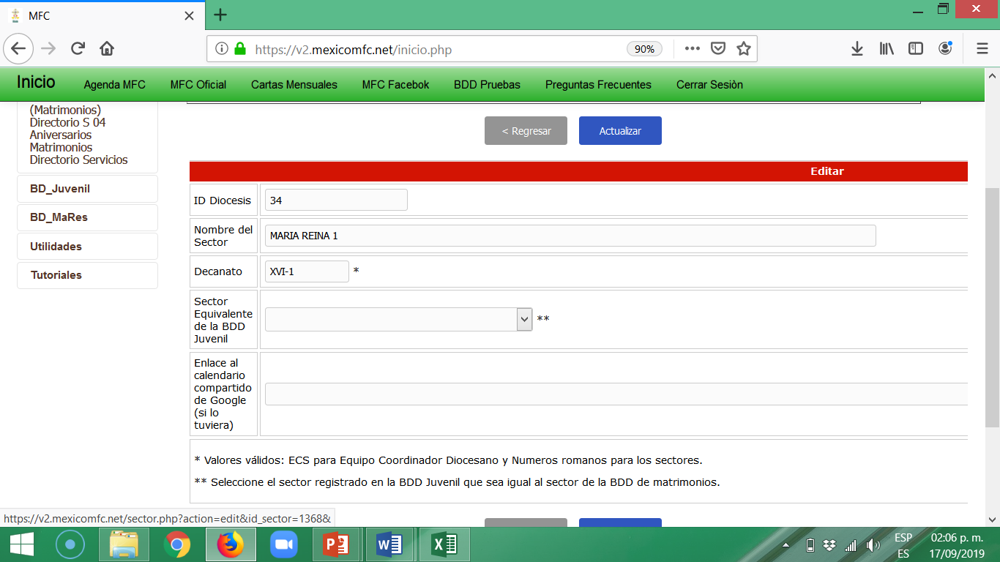 MFC
https://v2.mexicomfc.net/inicio.php
90%
Inicio
Agenda MFC
MFC Oficial
Cartas Mensuales
MFC Facebok
BDD Pruebas
Preguntas Frecuentes
Cerrar Sesiòn
(Matrimonios)
Directorio S 04
Aniversarios
Matrimonios
Directorio Servicios
BD_Juvenil
BD_MaRes
Utilidades
Tutoriales
< Regresar
Actualizar
Editar
ID Diocesis
34
Nombre del
Sector
MARIA REINA 1
Decanato
XVI-1
*
Sector
Equivalente
de la BDD
Juvenil
**
Enlace al
calendario
compartido
de Google
(si lo
tuviera)
* Valores válidos: ECS para Equipo Coordinador Diocesano y Numeros romanos para los sectores.
** Seleccione el sector registrado en la BDD Juvenil que sea igual al sector de la BDD de matrimonios.
https://v2.mexicomfc.net/sector.php?action=edit&id_sector=1368&
ESP
ES
02:06 p. m.
17/09/2019